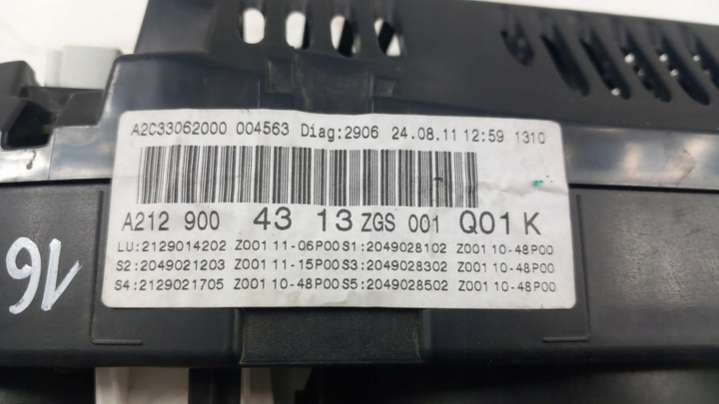 A2C33062000 004563 Diag:2906 24.08.11 12:59 1310
A212 900 43 13 ZGS 001 Q01 K
LU:2129014202 Z001 11-06P00 S1:2049028102 Z001 10-48P00
S2:2049021203 Z001 11-15P00 S3:2049028302 Z001 10-48P00
S4:2129021705 Z001 10-48P00 S5:2049028502 Z001 10-48P00
16